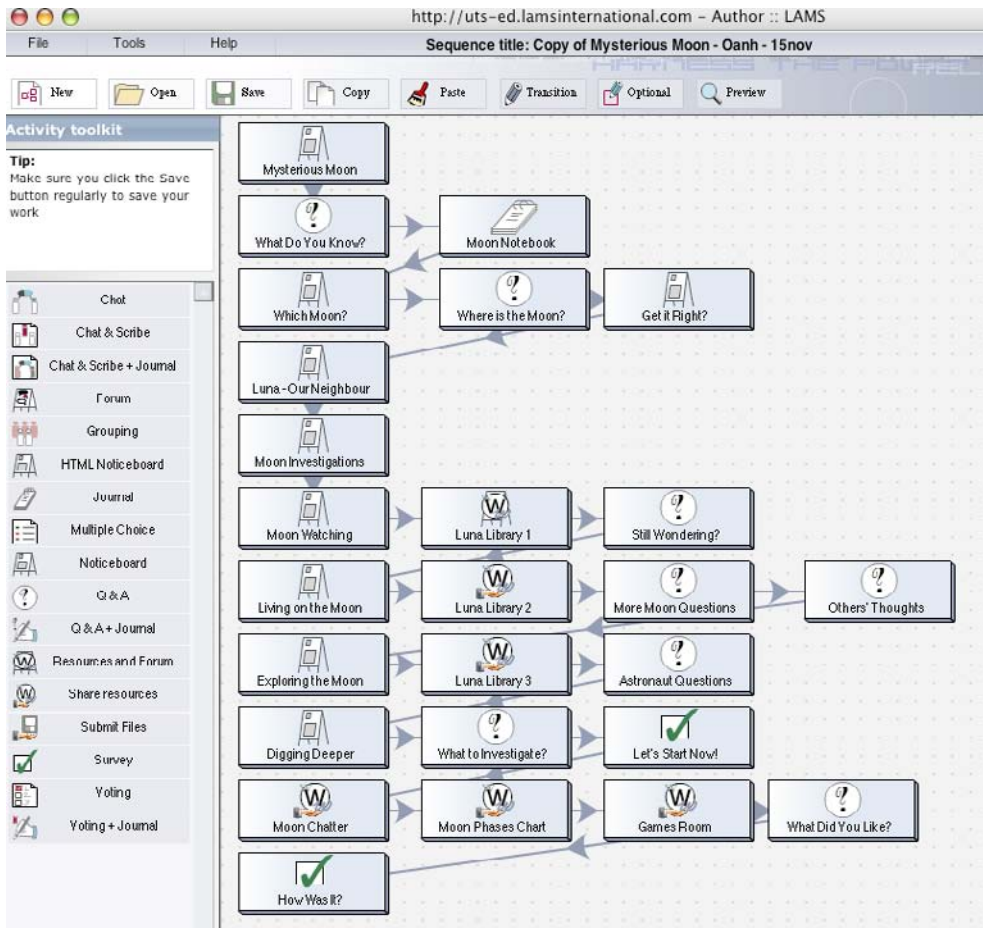 http://uts-ed.lamsinternational.com – Author :: LAMS
File Tools Help Sequence title: Copy of Mysterious Moon - Oanh - 15nov
HARNESS THE POWER
New Open Save Copy Paste Transition Optional Preview
Activity toolkit
Tip:
Make sure you click the Save
button regularly to save your
work
Chat
Chat & Scribe
Chat & Scribe + Journal
Forum
Grouping
HTML Noticeboard
Journal
Multiple Choice
Noticeboard
Q & A
Q & A + Journal
Resources and Forum
Share resources
Submit Files
Survey
Voting
Voting + Journal
Mysterious Moon
What Do You Know? Moon Notebook
Which Moon? Where is the Moon? Get it Right?
Luna - Our Neighbour
Moon Investigations
Moon Watching Luna Library 1 Still Wondering?
Living on the Moon Luna Library 2 More Moon Questions Others' Thoughts
Exploring the Moon Luna Library 3 Astronaut Questions
Digging Deeper What to Investigate? Let's Start Now!
Moon Chatter Moon Phases Chart Games Room What Did You Like?
How Was It?